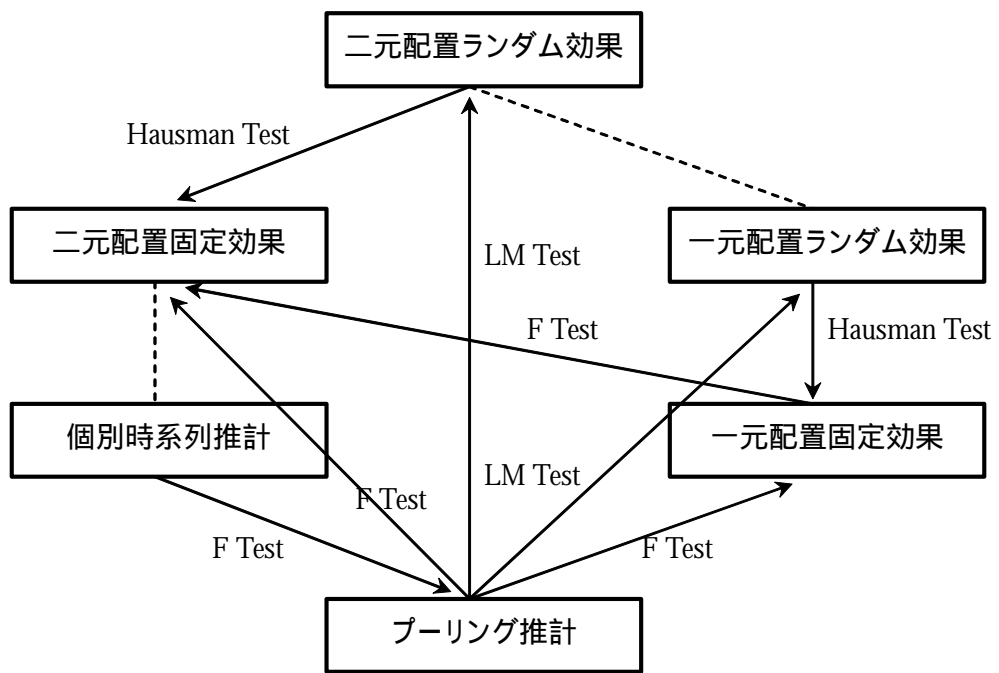 二元配置ランダム効果
Hausman Test
二元配置固定効果
一元配置ランダム効果
LM Test
F Test
Hausman Test
個別時系列推計
一元配置固定効果
F Test
LM Test
F Test
F Test
プーリング推計